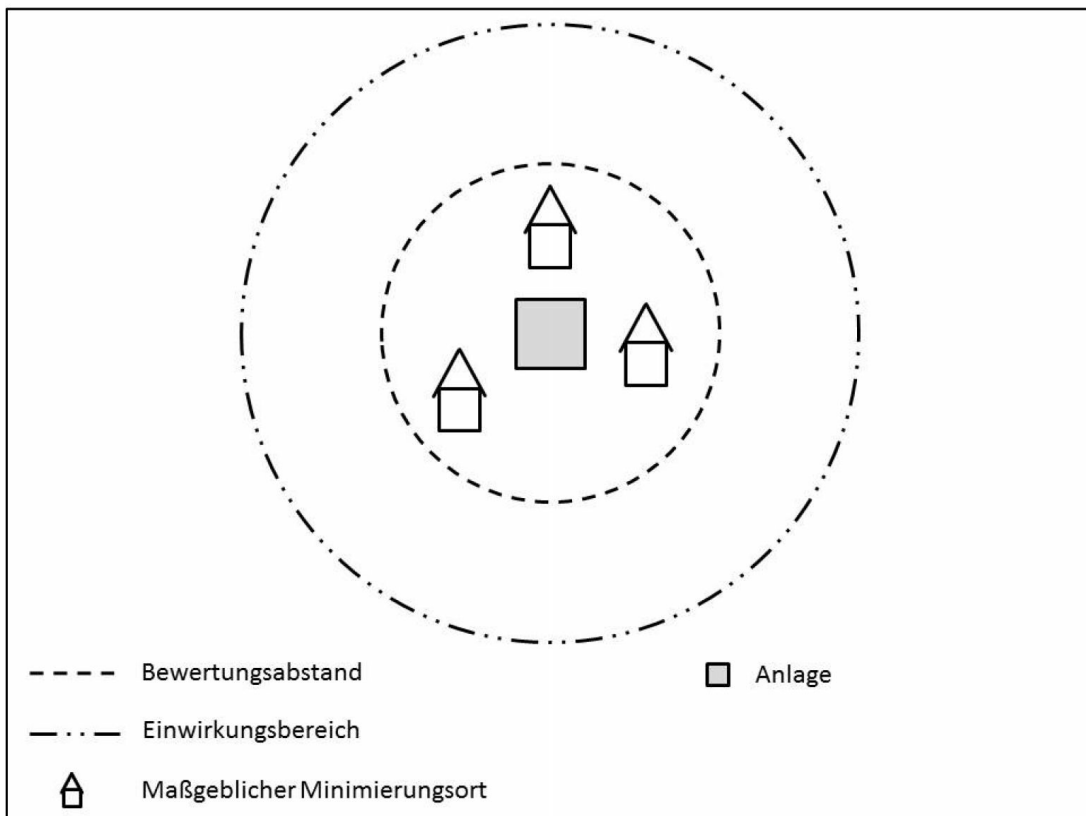 Bewertungsabstand
Anlage
Einwirkungsbereich
Maßgeblicher Minimierungsort